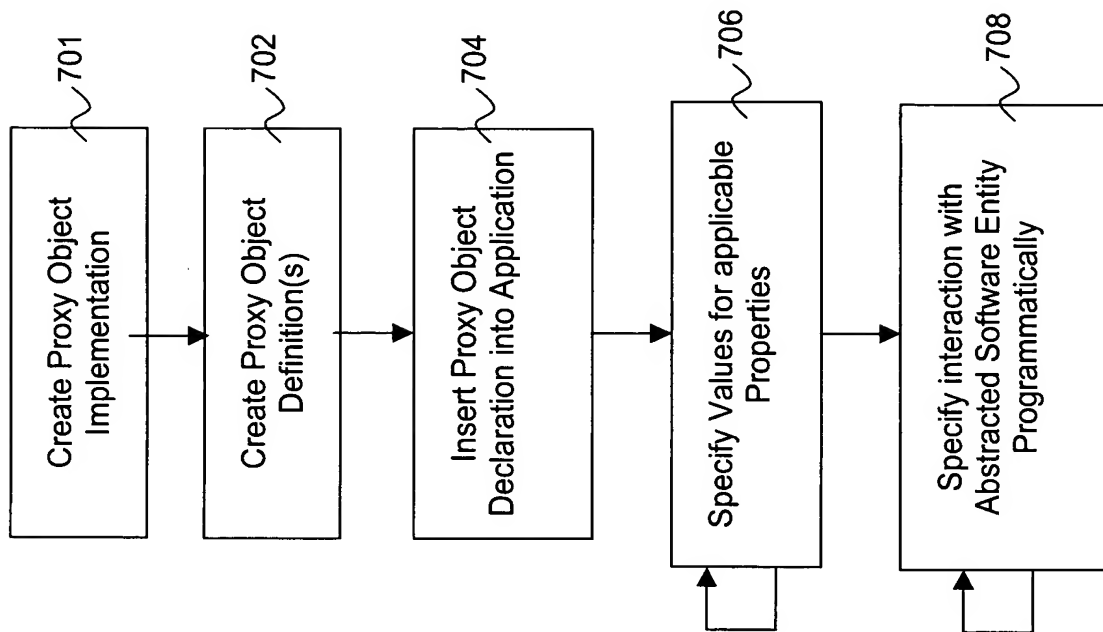 701
Create Proxy Object
Implementation
702
Create Proxy Object
Definition(s)
704
Insert Proxy Object
Declaration into Application
706
Specify Values for applicable
Properties
708
Specify interaction with
Abstracted Software Entity
Programmatically